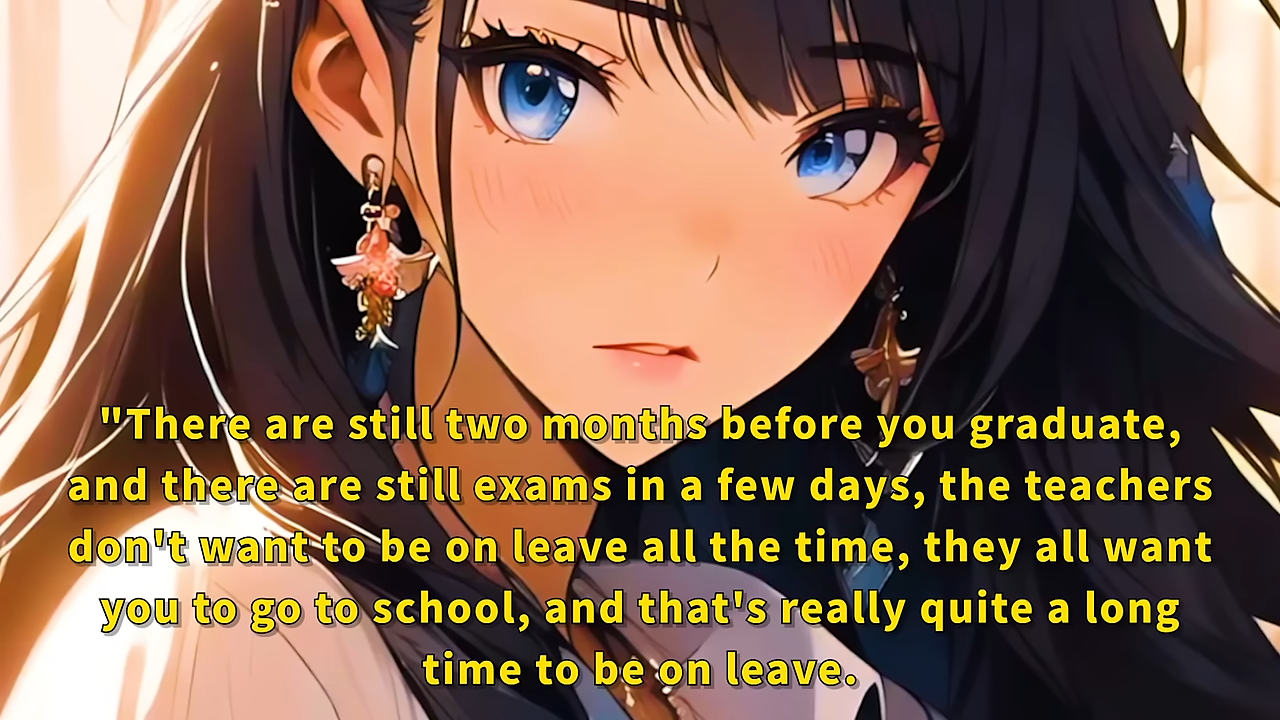 "There are still two months before you graduate,
and there are still exams in a few days, the teachers
don't want to be on leave all the time, they all want
you to go to school, and that's really quite a long
time to be on leave.